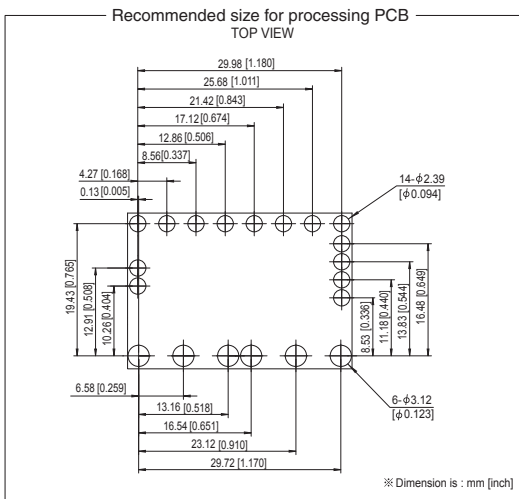 Recommended size for processing PCB
TOP VIEW
29.98 [1.180]
25.68 [1.011]
21.42 [0.843]
17.12 [0.674]
12.86 [0.506]
8.56 [0.337]
4.27 [0.168]
0.13 [0.005]
14-ϕ2.39
[ϕ0.094]
19.43 [0.765]
12.91 [0.508]
10.26 [0.404]
8.53 [0.336]
11.18 [0.440]
13.83 [0.544]
16.48 [0.649]
6.58 [0.259]
13.16 [0.518]
16.54 [0.651]
23.12 [0.910]
29.72 [1.170]
6-ϕ3.12
[ϕ0.123]
※ Dimension is : mm [inch]